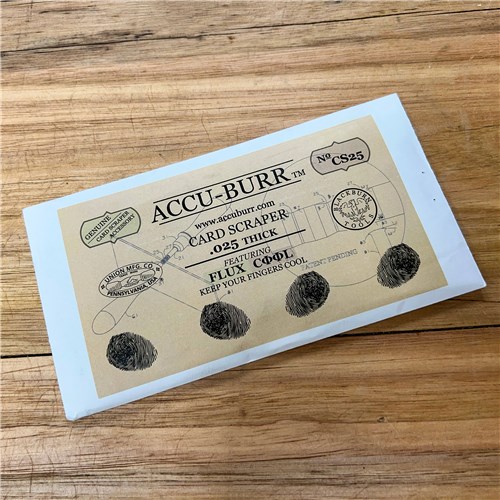 ACCU-BURR™
www.accuburr.com
CARD SCRAPER
.025 THICK
FEATURING
FLUX CΦΦL
KEEP YOUR FINGERS COOL
Nº CS25
GENUINE
CARD SCRAPER
ACCESSORY
UNION MFG. CO
PENNSYLVANIA, USA
BLACKBURN
TOOLS
PATENT PENDING